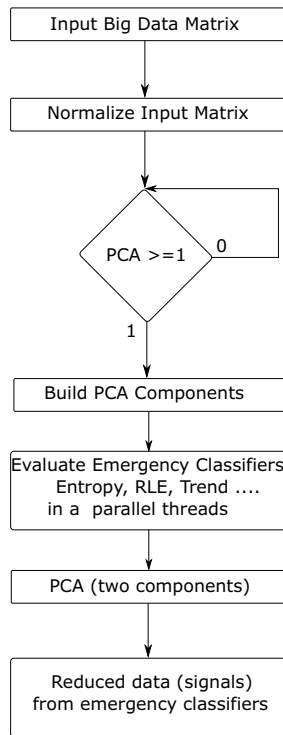 Input Big Data Matrix
Normalize Input Matrix
PCA >=1
0
1
Build PCA Components
Evaluate Emergency Classifiers
Entropy, RLE, Trend ....
in a parallel threads
PCA (two components)
Reduced data (signals)
from emergency classifiers